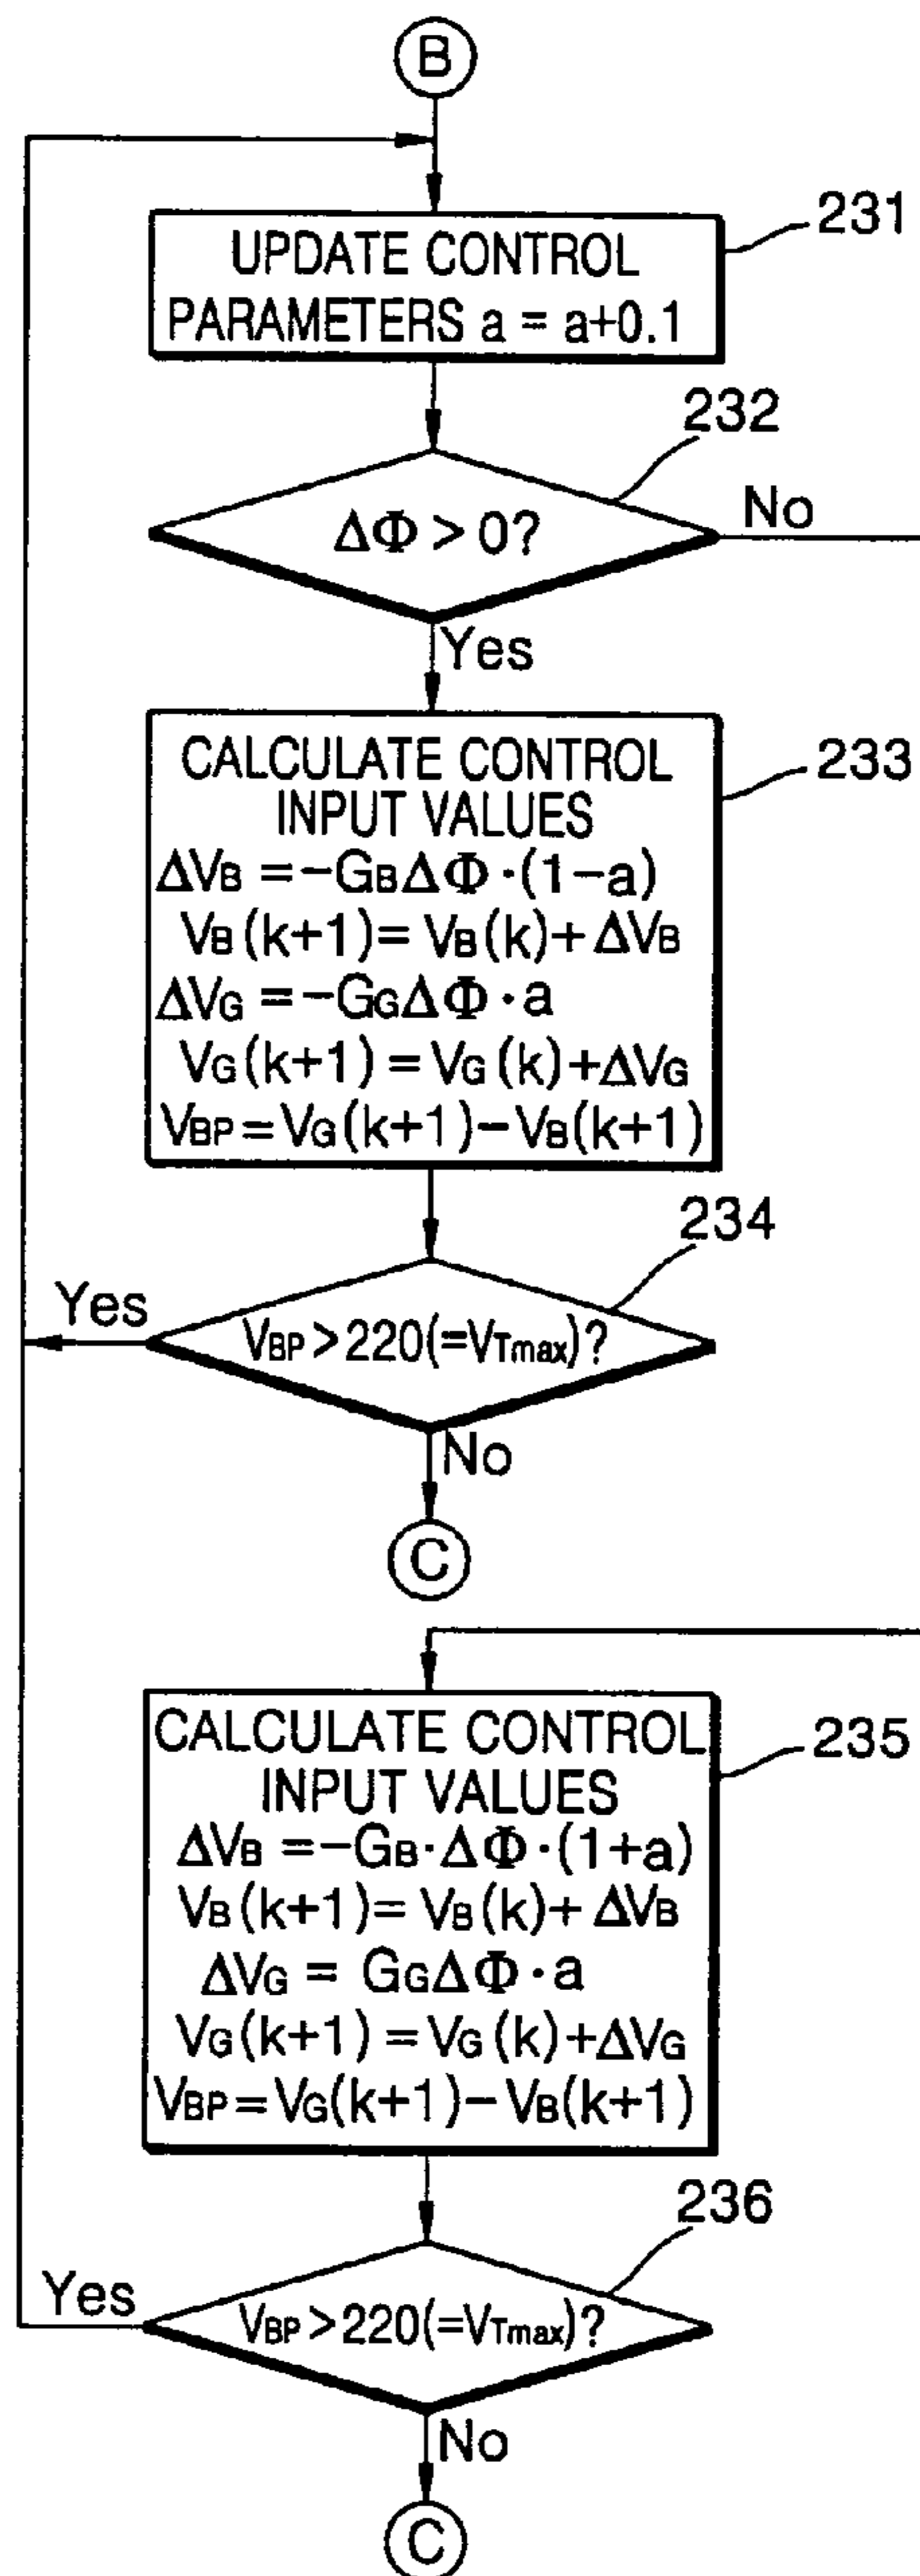 B
231
UPDATE CONTROL
PARAMETERS a = a+0.1
232
ΔΦ > 0?
No
Yes
CALCULATE CONTROL
INPUT VALUES
233
ΔVB = -GBΔΦ·(1-a)
VB(k+1)= VB(k)+ ΔVB
ΔVG = -GGΔΦ·a
VG(k+1) = VG(k)+ΔVG
VBP=VG(k+1)-VB(k+1)
234
Yes
VBP>220(=VTmax)?
No
C
CALCULATE CONTROL
INPUT VALUES
235
ΔVB =-GB·ΔΦ·(1+a)
VB(k+1)= VB(k)+ ΔVB
ΔVG = GGΔΦ·a
VG(k+1) =VG(k)+ΔVG
VBP=VG(k+1)-VB(k+1)
236
Yes
VBP>220(=VTmax)?
No
C